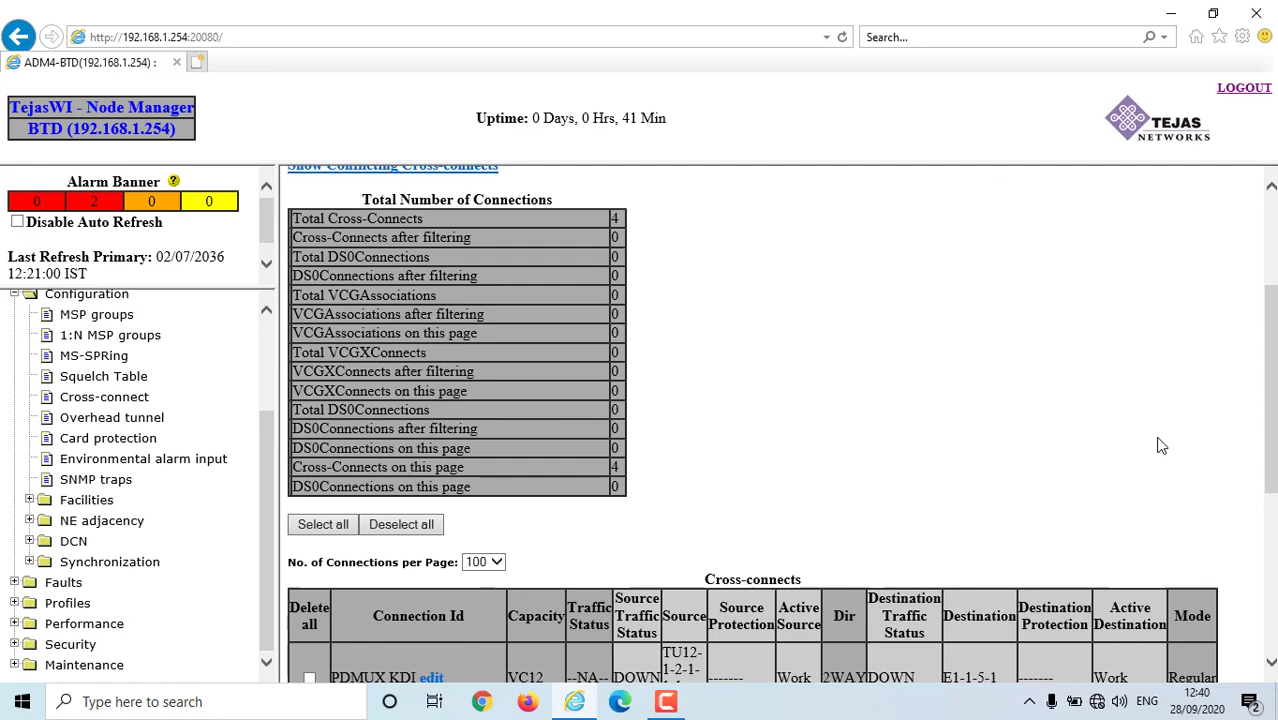 http://192.168.1.254:20080/
Search...
ADM4-BTD(192.168.1.254) :
TejasWI - Node Manager
BTD (192.168.1.254)
Uptime: 0 Days, 0 Hrs, 41 Min
LOGOUT
TEJAS
NETWORKS
Alarm Banner
0 2 0 0
Disable Auto Refresh
Last Refresh Primary: 02/07/2036
12:21:00 IST
Configuration
MSP groups
1:N MSP groups
MS-SPRing
Squelch Table
Cross-connect
Overhead tunnel
Card protection
Environmental alarm input
SNMP traps
Facilities
NE adjacency
DCN
Synchronization
Faults
Profiles
Performance
Security
Maintenance
Show Conflicting Cross-connects
Total Number of Connections
Total Cross-Connects 4
Cross-Connects after filtering 0
Total DS0Connections 0
DS0Connections after filtering 0
Total VCGAssociations 0
VCGAssociations after filtering 0
VCGAssociations on this page 0
Total VCGXConnects 0
VCGXConnects after filtering 0
VCGXConnects on this page 0
Total DS0Connections 0
DS0Connections after filtering 0
DS0Connections on this page 0
Cross-Connects on this page 4
DS0Connections on this page 0
Select all Deselect all
No. of Connections per Page: 100
Cross-connects
Delete all Connection Id Capacity Traffic Status Source Traffic Status Source Source Protection Active Source Dir Destination Traffic Status Destination Destination Protection Active Destination Mode
PDMUX KDI edit VC12 --NA-- DOWN TU12-1-2-1- ------- Work 2WAY DOWN E1-1-5-1 ------- Work Regular
Type here to search
ENG
12:40
28/09/2020
2